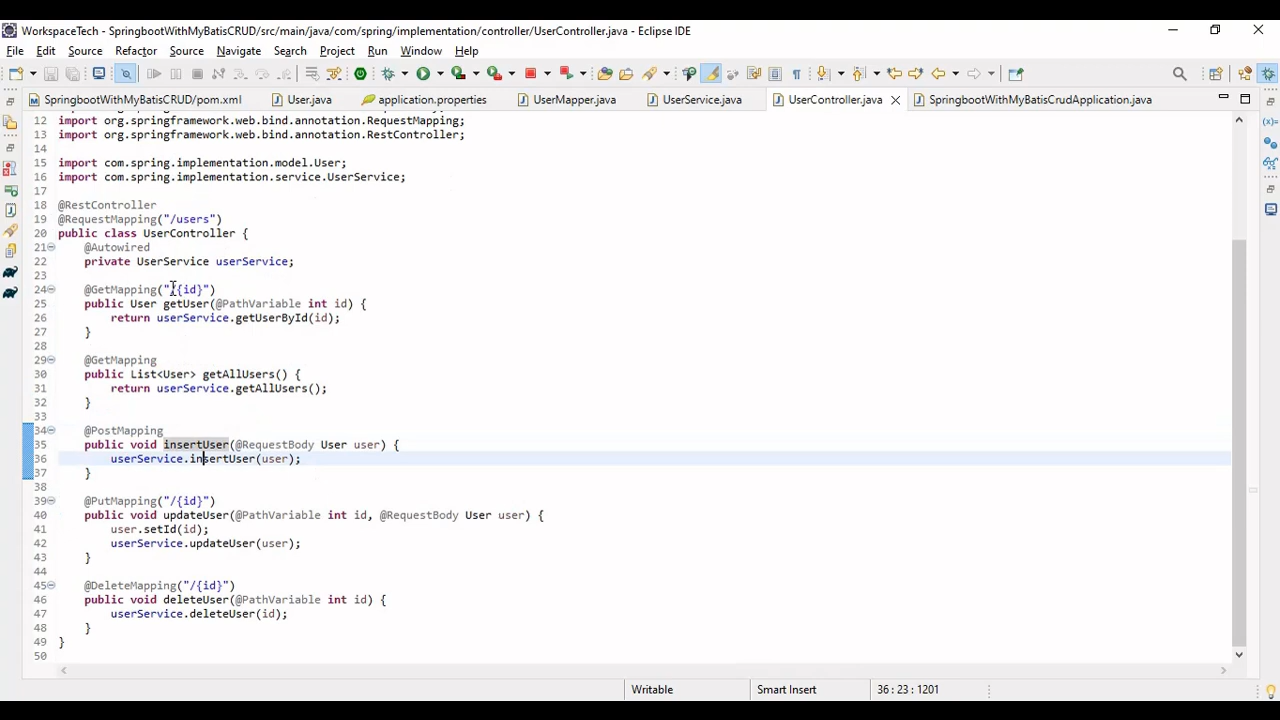 WorkspaceTech - SpringbootWithMyBatisCRUD/src/main/java/com/spring/implementation/controller/UserController.java - Eclipse IDE
File Edit Source Refactor Source Navigate Search Project Run Window Help
SpringbootWithMyBatisCRUD/pom.xml User.java application.properties UserMapper.java UserService.java UserController.java SpringbootWithMyBatisCrudApplication.java
12 import org.springframework.web.bind.annotation.RequestMapping;
13 import org.springframework.web.bind.annotation.RestController;
14
15 import com.spring.implementation.model.User;
16 import com.spring.implementation.service.UserService;
17
18 @RestController
19 @RequestMapping("/users")
20 public class UserController {
21 @Autowired
22 private UserService userService;
23
24 @GetMapping("/{id}")
25 public User getUser(@PathVariable int id) {
26 return userService.getUserById(id);
27 }
28
29 @GetMapping
30 public List<User> getAllUsers() {
31 return userService.getAllUsers();
32 }
33
34 @PostMapping
35 public void insertUser(@RequestBody User user) {
36 userService.insertUser(user);
37 }
38
39 @PutMapping("/{id}")
40 public void updateUser(@PathVariable int id, @RequestBody User user) {
41 user.setId(id);
42 userService.updateUser(user);
43 }
44
45 @DeleteMapping("/{id}")
46 public void deleteUser(@PathVariable int id) {
47 userService.deleteUser(id);
48 }
49 }
50
Writable Smart Insert 36 : 23 : 1201